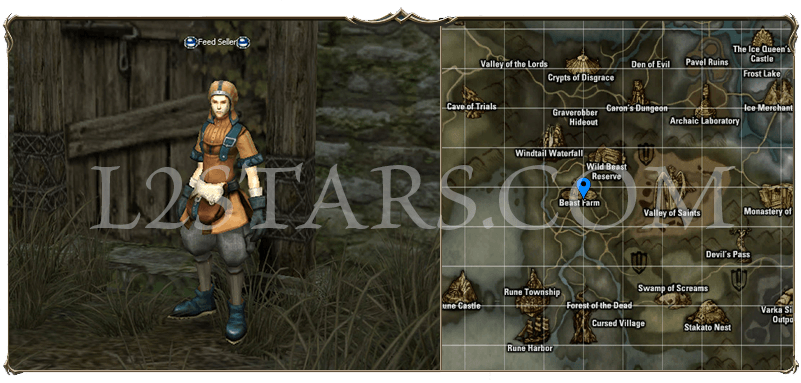 Feed Seller
L2STARS.COM
Valley of the Lords
Crypts of Disgrace
Den of Evil
Pavel Ruins
The Ice Queen's
Castle
Frost Lake
Cave of Trials
Graverobber
Hideout
Caron's Dungeon
Archaic Laboratory
Ice Merchant
Windtail Waterfall
Wild Beast
Reserve
Beast Farm
Valley of Saints
Monastery of
Devil's Pass
une Castle
Rune Township
Forest of the Dead
Swamp of Screams
Cursed Village
Stakato Nest
Varka Si
Outpo
Rune Harbor